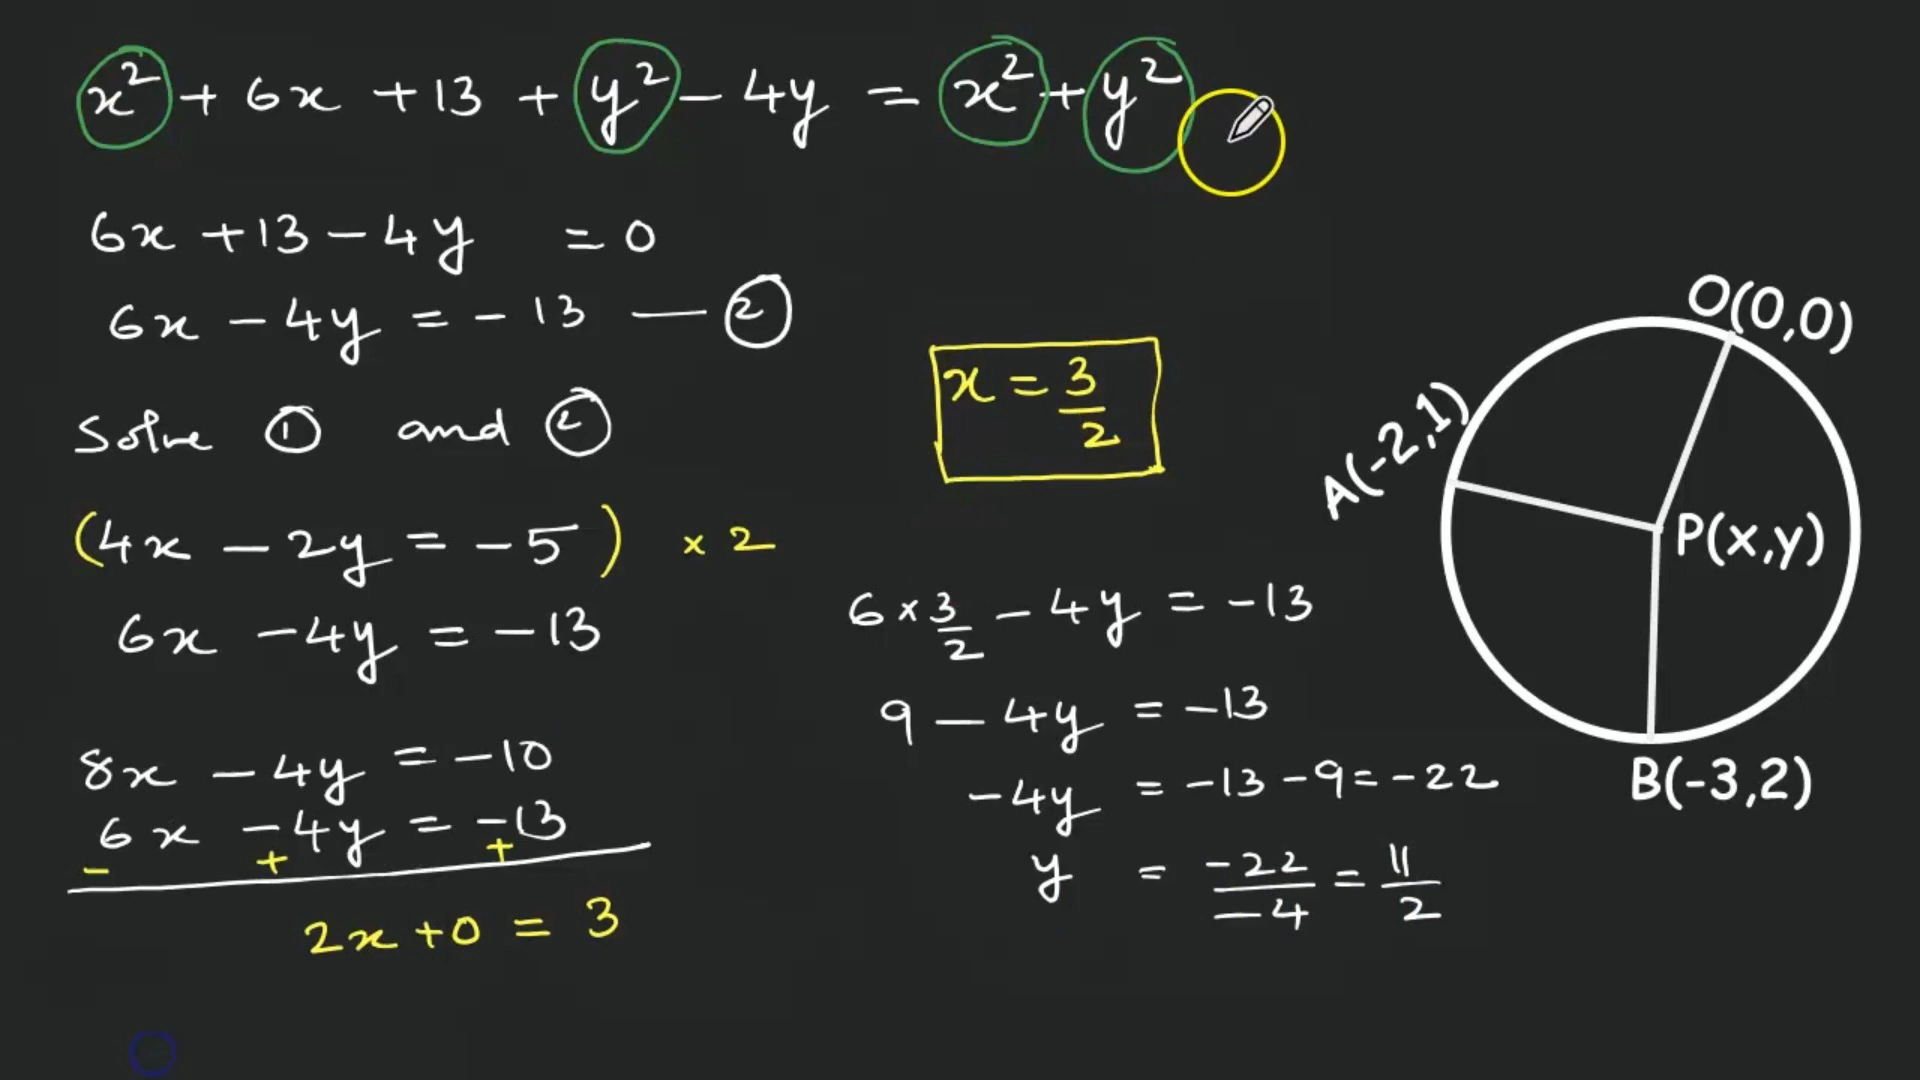 x² + 6x + 13 + y² - 4y = x² + y²
6x + 13 - 4y = 0
6x - 4y = - 13 — ②
Solve ① and ②
(4x - 2y = -5) × 2
6x - 4y = -13
8x - 4y = -10
6x - 4y = -13
- + +
2x + 0 = 3
x = 3/2
6 × 3/2 - 4y = -13
9 - 4y = -13
-4y = -13 - 9 = -22
y = -22/-4 = 11/2
O(0,0)
A(-2,1)
P(x,y)
B(-3,2)